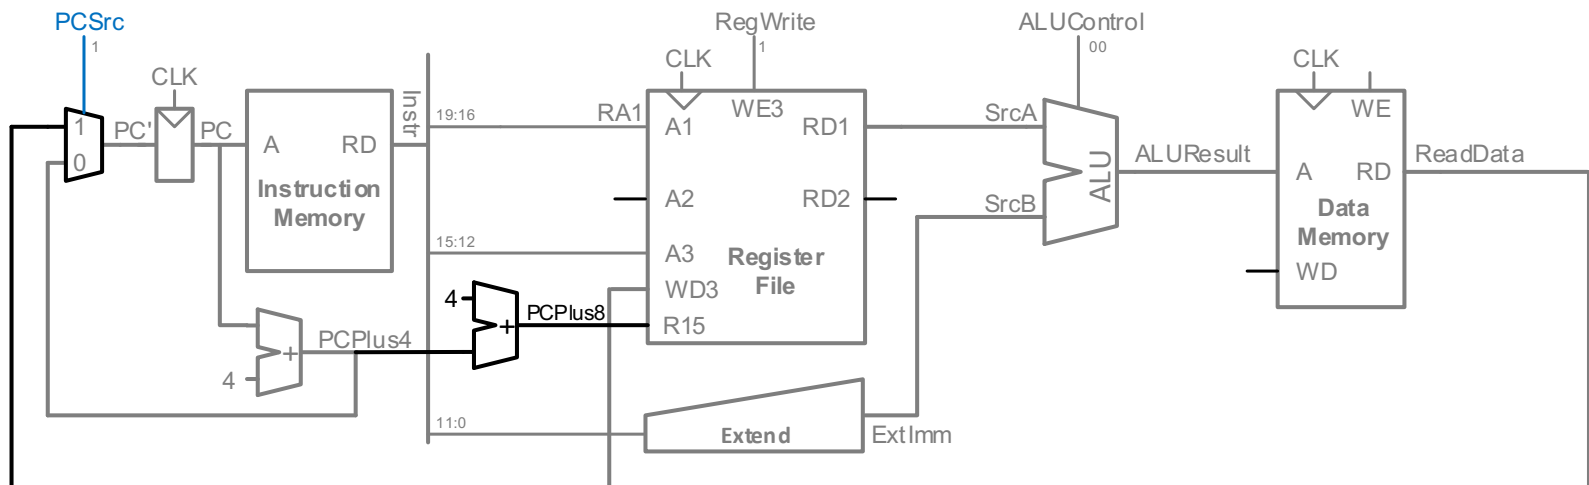 PCSrc
1
RegWrite
1
ALUControl
00
CLK
CLK
CLK
1
0
PC'
PC
A
RD
Instruction
Memory
Instr
19:16
RA1
A1
WE3
RD1
SrcA
ALU
ALUResult
A
RD
WE
ReadData
Data
Memory
WD
A2
RD2
SrcB
15:12
A3
Register
File
WD3
R15
4
+
PCPlus8
+
PCPlus4
4
11:0
Extend
ExtImm